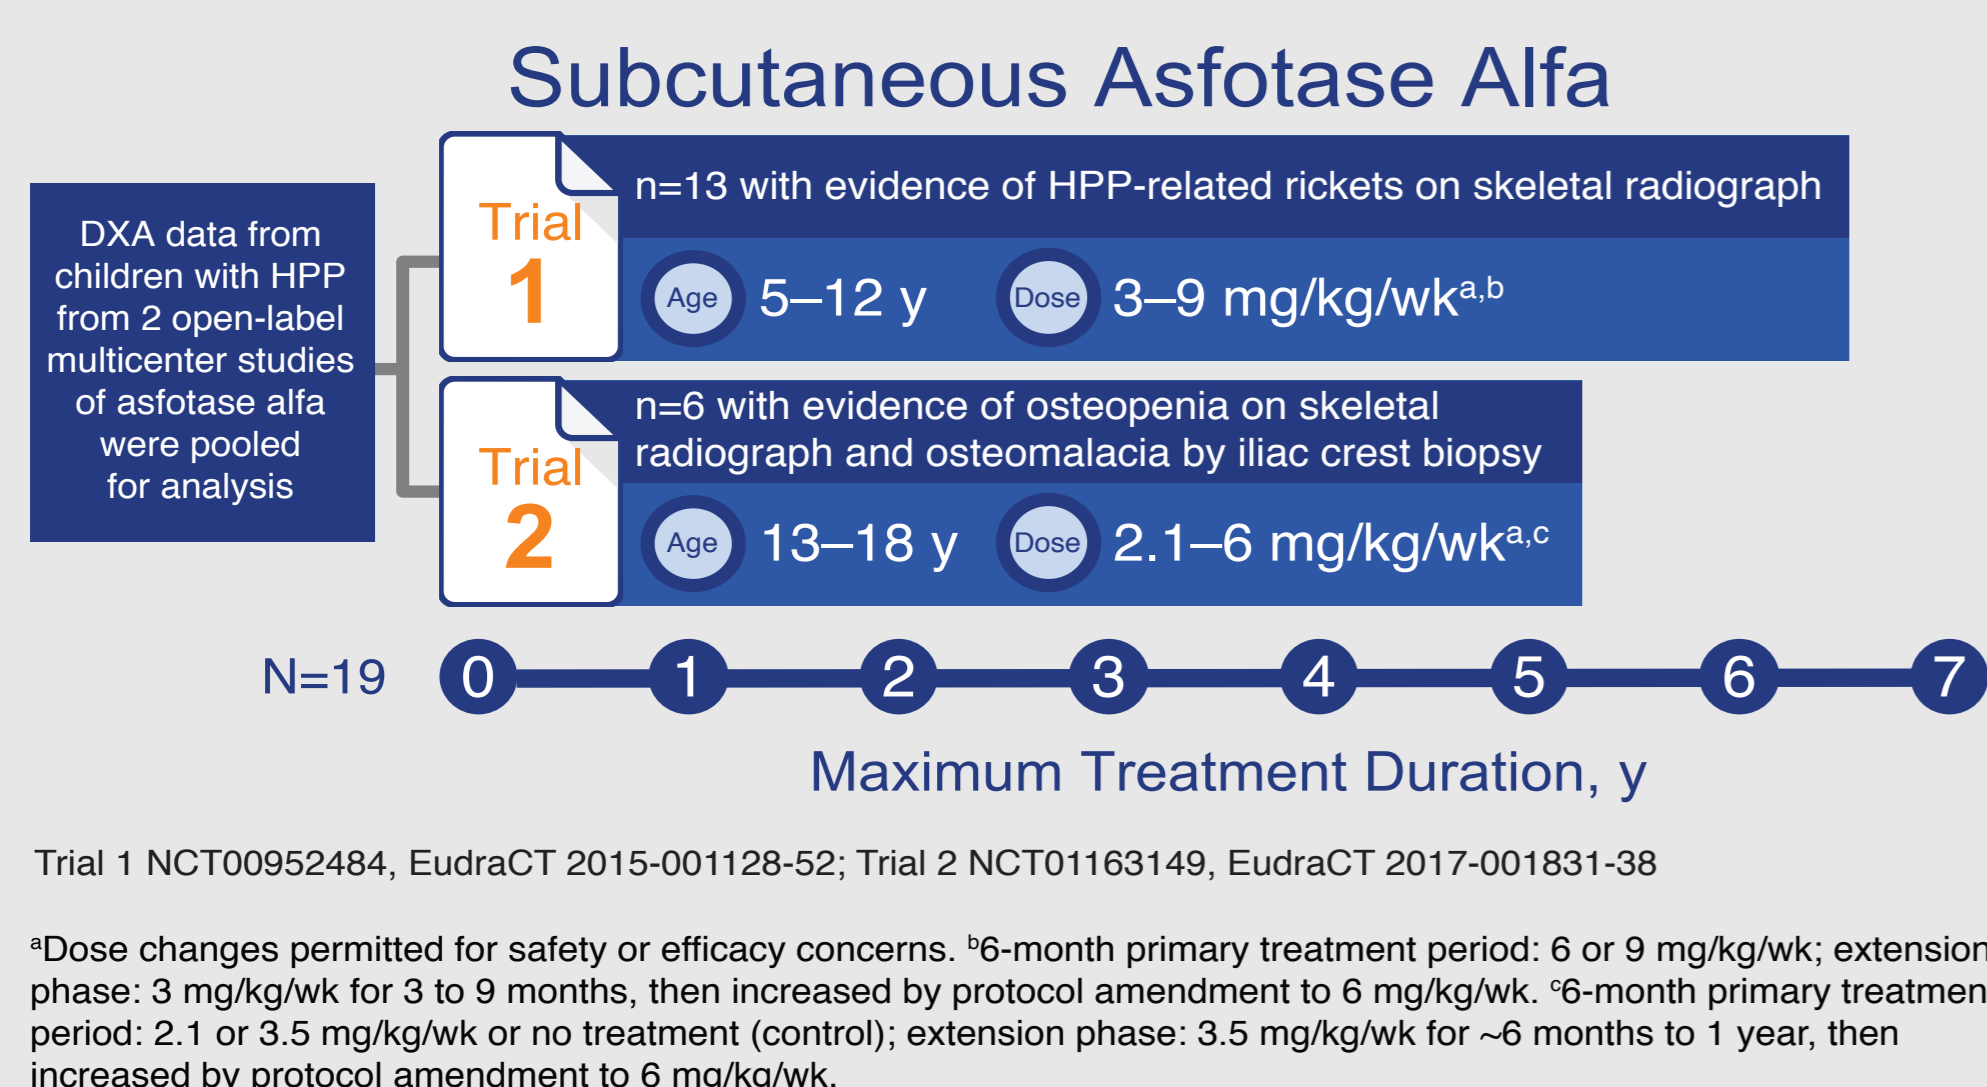 Subcutaneous Asfotase Alfa
DXA data from
children with HPP
from 2 open-label
multicenter studies
of asfotase alfa
were pooled
for analysis
Trial
1
n=13 with evidence of HPP-related rickets on skeletal radiograph
Age 5–12 y Dose 3–9 mg/kg/wkᵃ,ᵇ
Trial
2
n=6 with evidence of osteopenia on skeletal
radiograph and osteomalacia by iliac crest biopsy
Age 13–18 y Dose 2.1–6 mg/kg/wkᵃ,ᶜ
N=19 0 1 2 3 4 5 6 7
Maximum Treatment Duration, y
Trial 1 NCT00952484, EudraCT 2015-001128-52; Trial 2 NCT01163149, EudraCT 2017-001831-38
ᵃDose changes permitted for safety or efficacy concerns. ᵇ6-month primary treatment period: 6 or 9 mg/kg/wk; extension
phase: 3 mg/kg/wk for 3 to 9 months, then increased by protocol amendment to 6 mg/kg/wk. ᶜ6-month primary treatmen
period: 2.1 or 3.5 mg/kg/wk or no treatment (control); extension phase: 3.5 mg/kg/wk for ~6 months to 1 year, then
increased by protocol amendment to 6 mg/kg/wk.